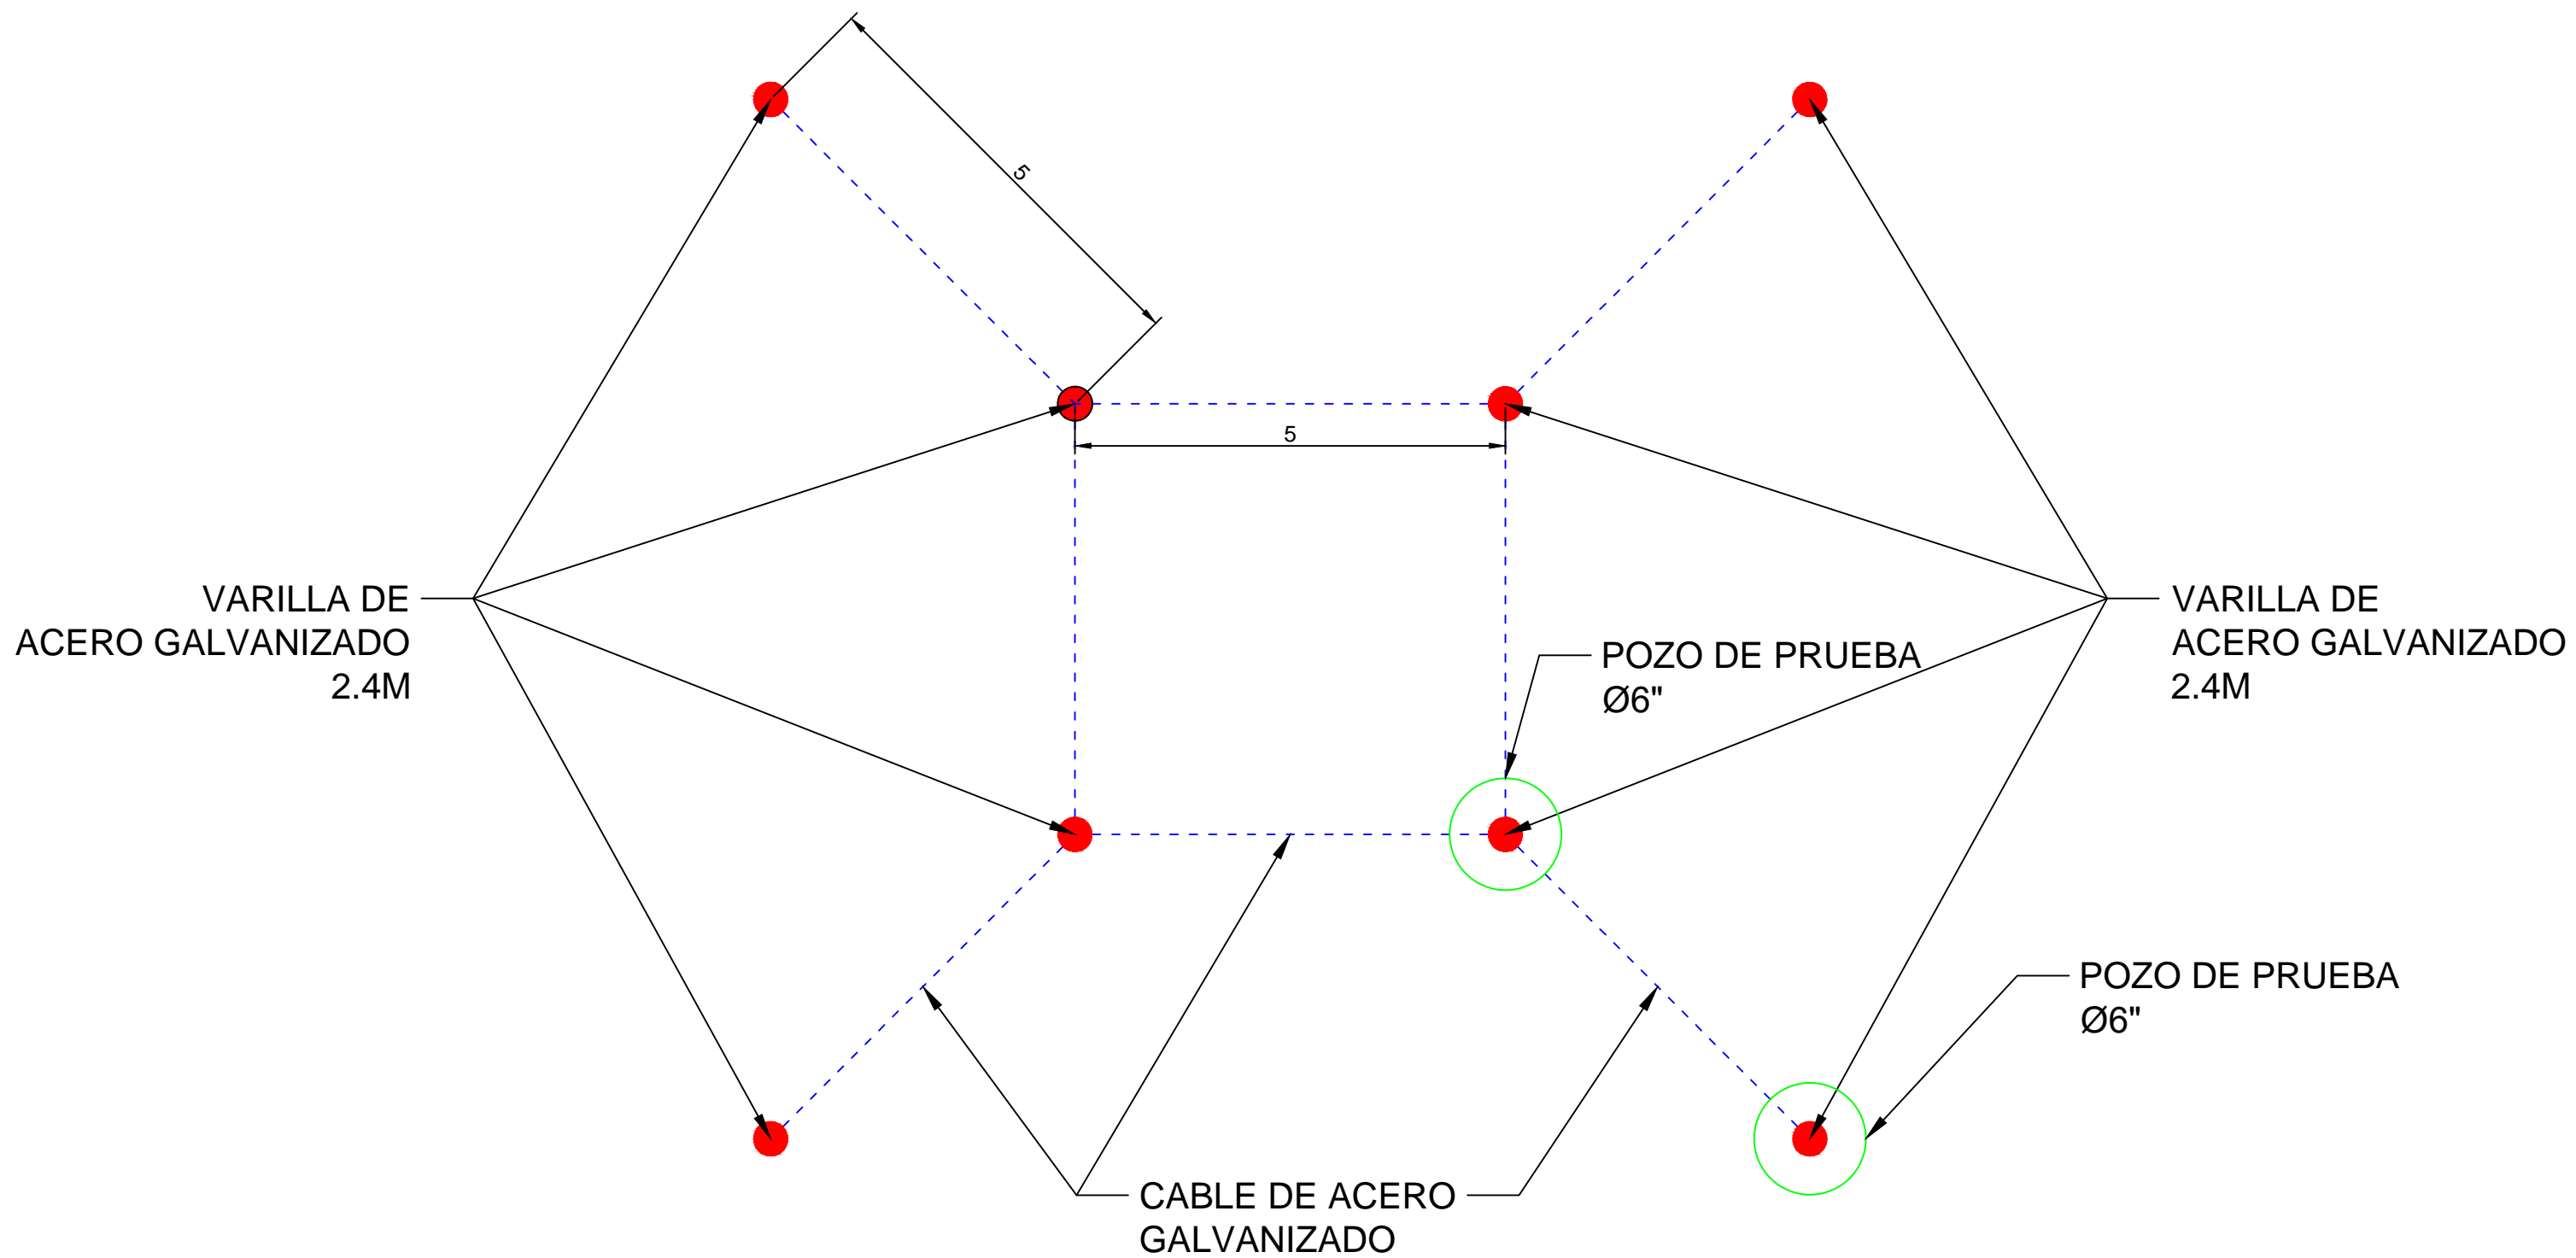 5
5
VARILLA DE
ACERO GALVANIZADO
2.4M
POZO DE PRUEBA
Ø6"
VARILLA DE
ACERO GALVANIZADO
2.4M
POZO DE PRUEBA
Ø6"
CABLE DE ACERO
GALVANIZADO